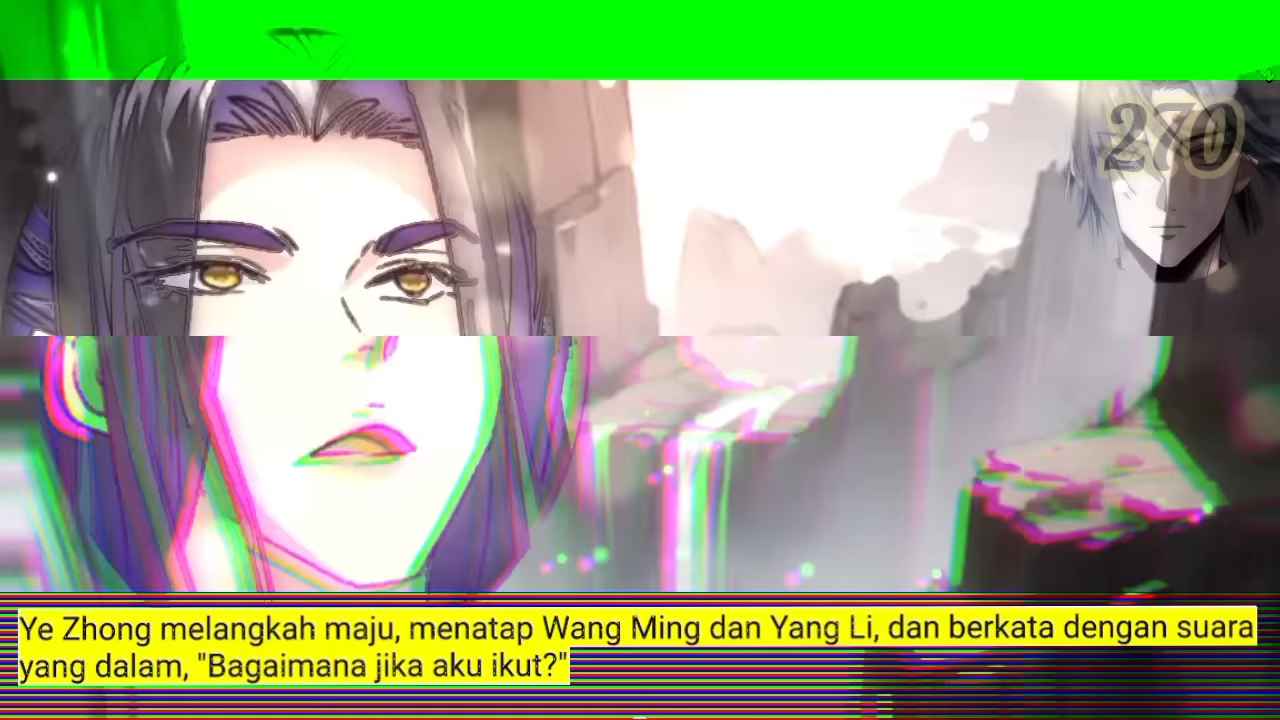 270
Ye Zhong melangkah maju, menatap Wang Ming dan Yang Li, dan berkata dengan suara
yang dalam, "Bagaimana jika aku ikut?"